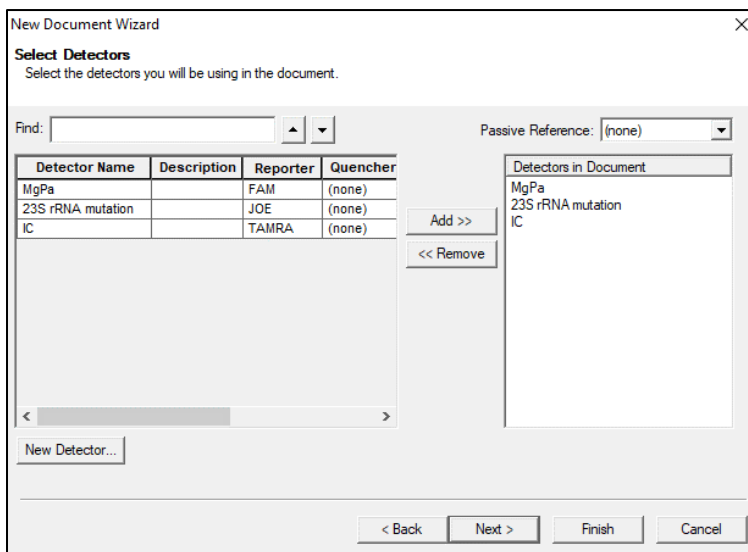 New Document Wizard
Select Detectors
Select the detectors you will be using in the document.
Find:
Passive Reference: (none)
Detector Name Description Reporter Quencher
MgPa FAM (none)
23S rRNA mutation JOE (none)
IC TAMRA (none)
Add >>
<< Remove
Detectors in Document
MgPa
23S rRNA mutation
IC
New Detector...
< Back Next > Finish Cancel